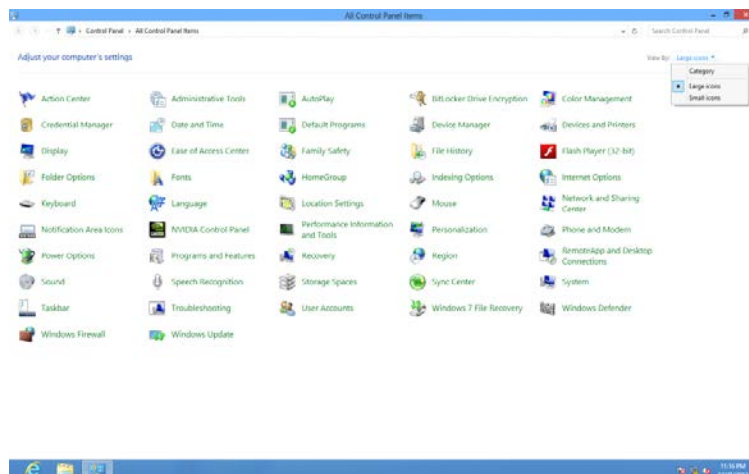 All Control Panel Items
Control Panel All Control Panel Items Search Control Panel
Adjust your computer's settings View by: Large icons
Category
Large icons
Small icons
Action Center Administrative Tools AutoPlay BitLocker Drive Encryption Color Management
Credential Manager Date and Time Default Programs Device Manager Devices and Printers
Display Ease of Access Center Family Safety File History Flash Player (32-bit)
Folder Options Fonts HomeGroup Indexing Options Internet Options
Keyboard Language Location Settings Mouse Network and Sharing
Center
Notification Area Icons NVIDIA Control Panel Performance Information
and Tools Personalization Phone and Modem
Power Options Programs and Features Recovery Region RemoteApp and Desktop
Connections
Sound Speech Recognition Storage Spaces Sync Center System
Taskbar Troubleshooting User Accounts Windows 7 File Recovery Windows Defender
Windows Firewall Windows Update
11:16 PM